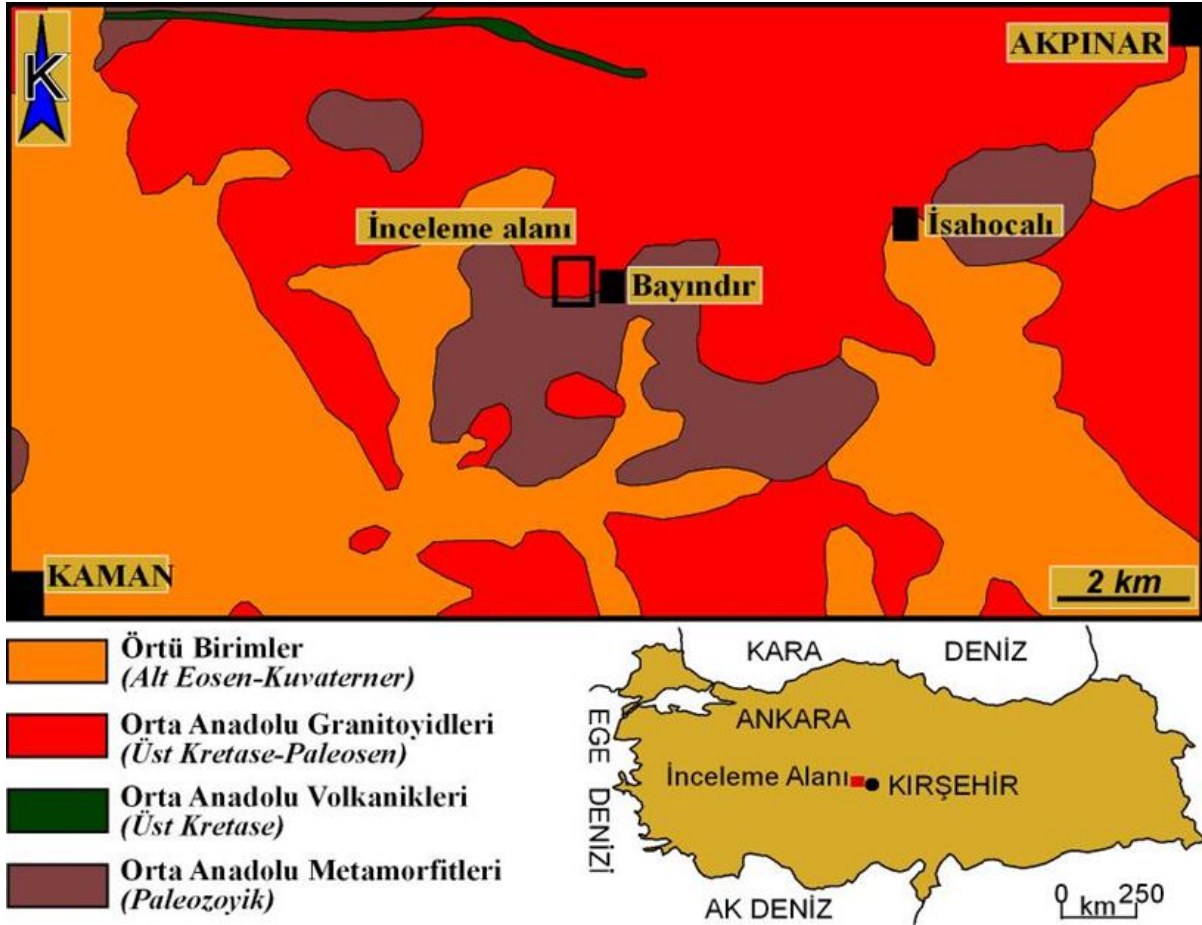 K
AKPINAR
İnceleme alanı
İsahocalı
Bayındır
KAMAN
2 km
Örtü Birimler
(Alt Eosen-Kuvaterner)
Orta Anadolu Granitoyidleri
(Üst Kretase-Paleosen)
Orta Anadolu Volkanikleri
(Üst Kretase)
Orta Anadolu Metamorfitleri
(Paleozoyik)
KARA DENİZ
EGE DENİZİ
ANKARA
İnceleme Alanı
KIRŞEHİR
AK DENİZ
0 km 250